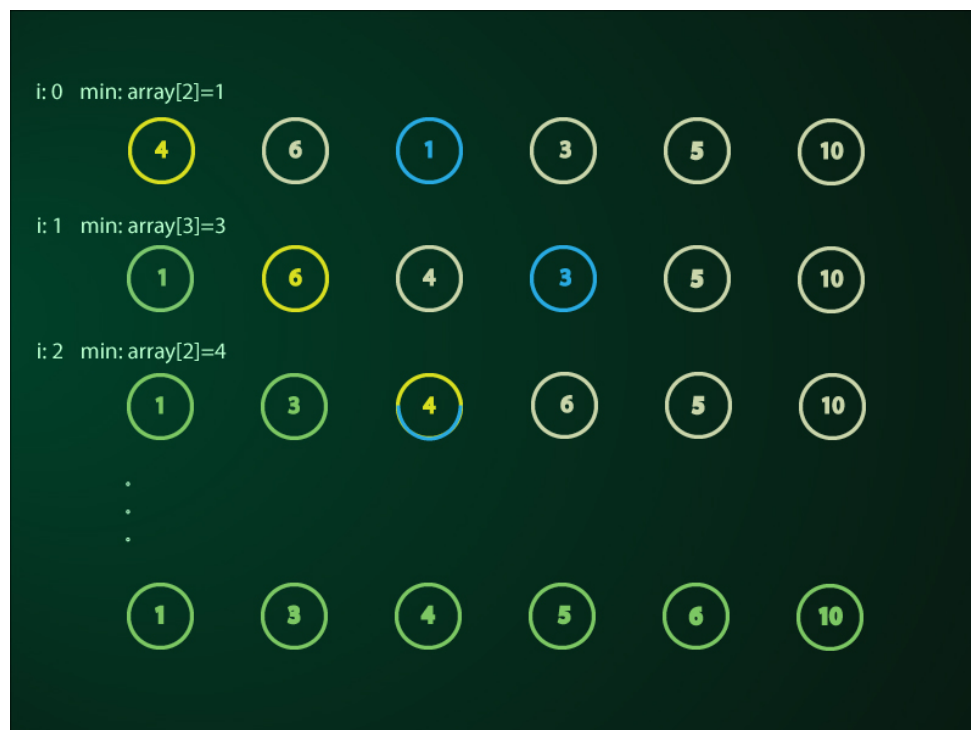 i: 0 min: array[2]=1
4 6 1 3 5 10
i: 1 min: array[3]=3
1 6 4 3 5 10
i: 2 min: array[2]=4
1 3 4 6 5 10
1 3 4 5 6 10